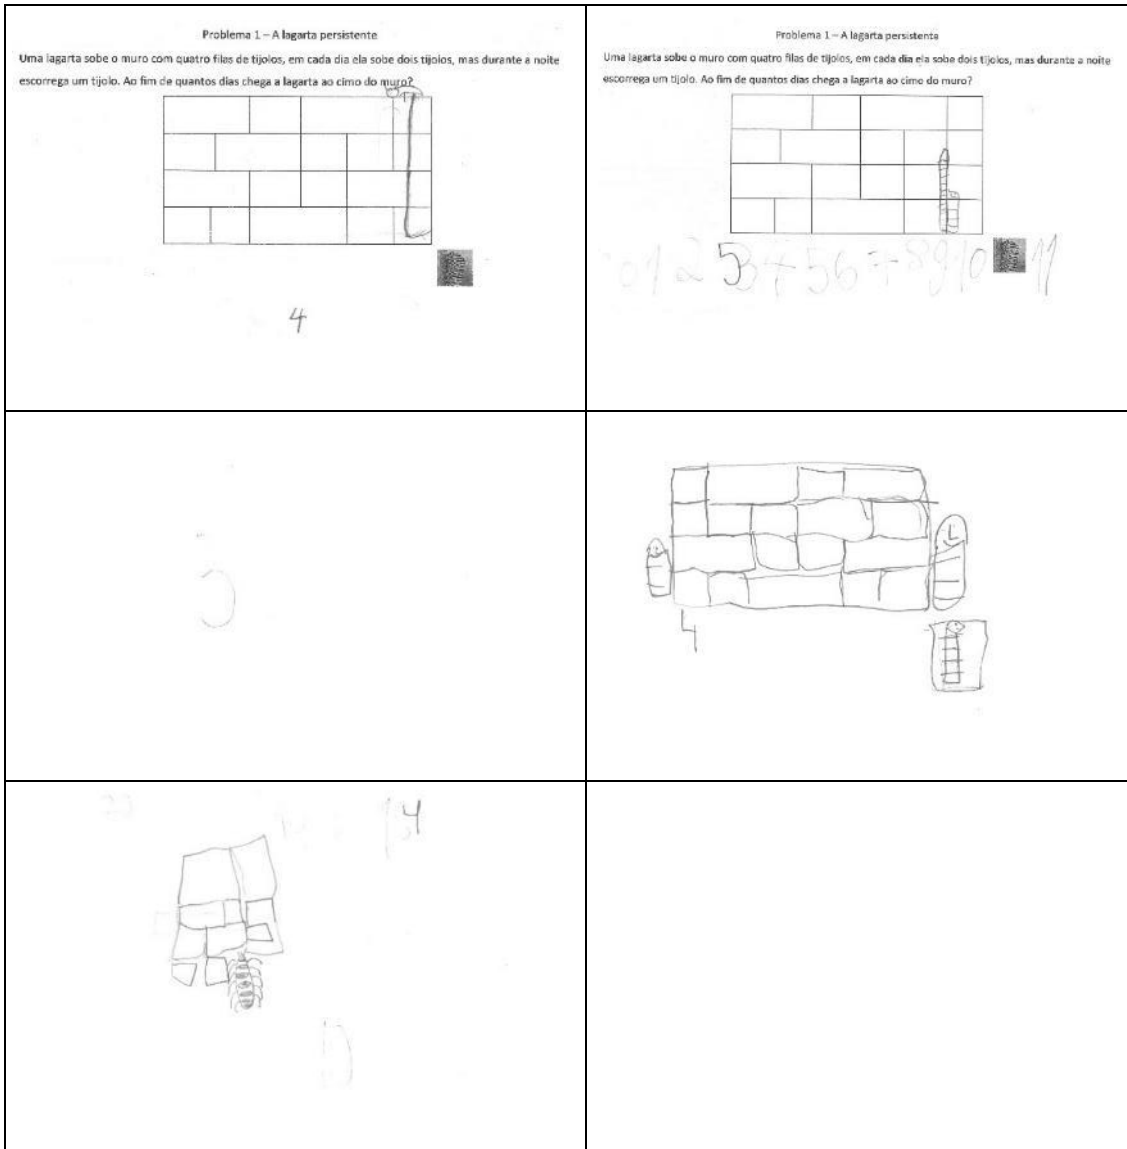 Problema 1 – A lagarta persistente
Uma lagarta sobe o muro com quatro filas de tijolos, em cada dia ela sobe dois tijolos, mas durante a noite
escorrega um tijolo. Ao fim de quantos dias chega a lagarta ao cimo do muro?
4
Problema 1 – A lagarta persistente
Uma lagarta sobe o muro com quatro filas de tijolos, em cada dia ela sobe dois tijolos, mas durante a noite
escorrega um tijolo. Ao fim de quantos dias chega a lagarta ao cimo do muro?
0 1 2 3 4 5 6 7 8 9 10 11
L
4
4